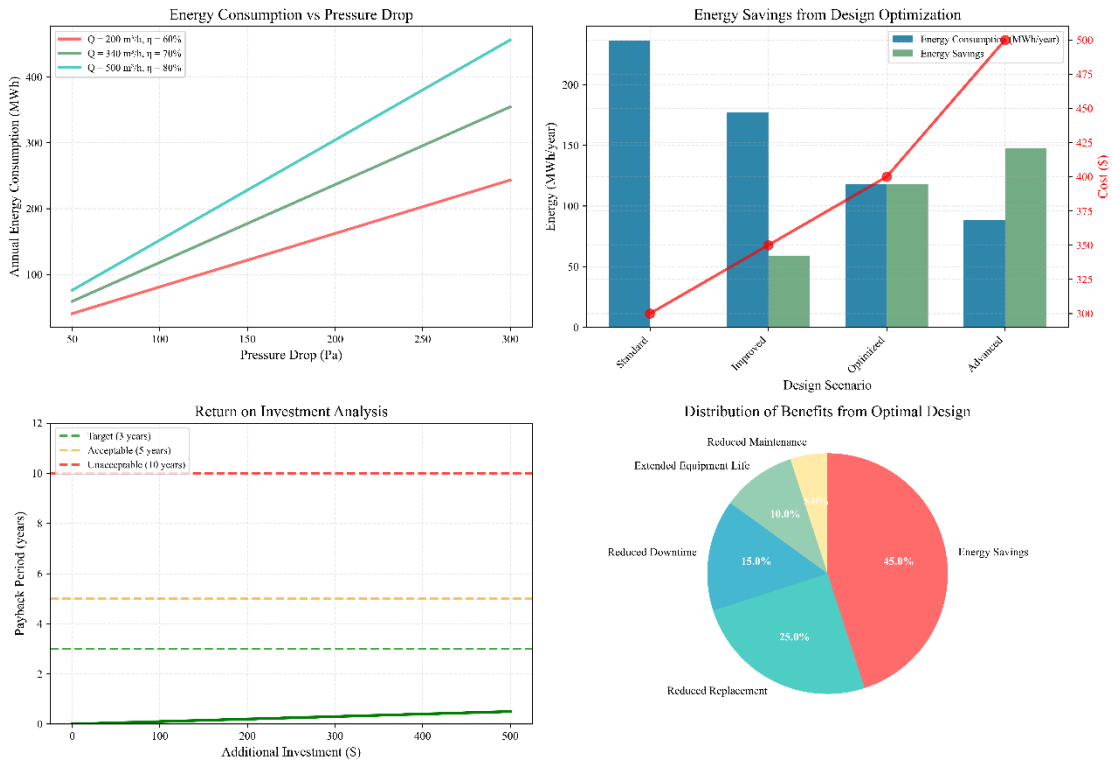 Energy Consumption vs Pressure Drop
Q = 200 m³/h, η = 60%
Q = 340 m³/h, η = 70%
Q = 500 m³/h, η = 80%
Annual Energy Consumption (MWh)
400
300
200
100
50
100
150
200
250
300
Pressure Drop (Pa)
Energy Savings from Design Optimization
Energy Consumption (MWh/year)
Energy Savings
Energy (MWh/year)
200
150
100
50
0
500
475
450
425
400
375
350
325
300
Cost ($)
Standard
Improved
Optimized
Advanced
Design Scenario
Return on Investment Analysis
Target (3 years)
Acceptable (5 years)
Unacceptable (10 years)
Payback Period (years)
12
10
8
6
4
2
0
0
100
200
300
400
500
Additional Investment ($)
Distribution of Benefits from Optimal Design
Reduced Maintenance
5.0%
Extended Equipment Life
10.0%
Reduced Downtime
15.0%
Energy Savings
45.0%
25.0%
Reduced Replacement